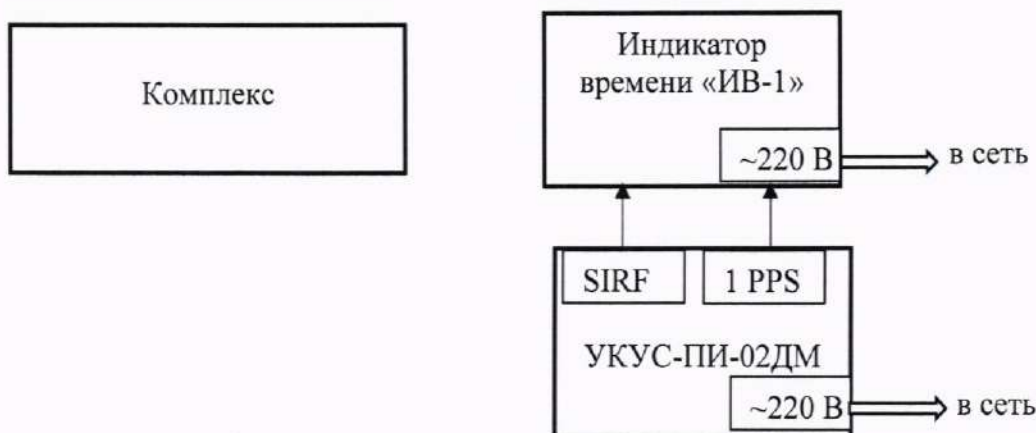 Комплекс
Индикатор
времени «ИВ-1»
~220 В
в сеть
SIRF
1 PPS
УКУС-ПИ-02ДМ
~220 В
в сеть